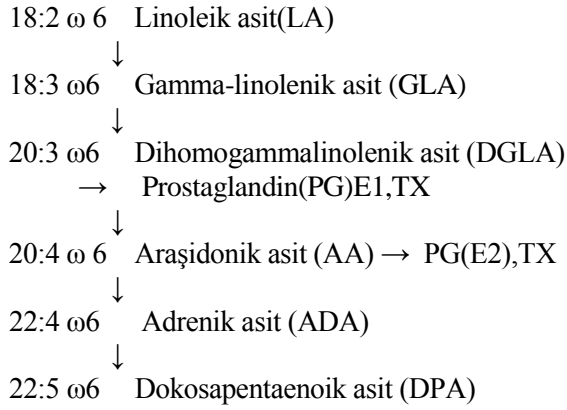 18:2 ω 6 Linoleik asit(LA)
↓
18:3 ω6 Gamma-linolenik asit (GLA)
↓
20:3 ω6 Dihomogammalinolenik asit (DGLA)
→ Prostaglandin(PG)E1,TX
↓
20:4 ω 6 Araşidonik asit (AA) → PG(E2),TX
↓
22:4 ω6 Adrenik asit (ADA)
↓
22:5 ω6 Dokosapentaenoik asit (DPA)